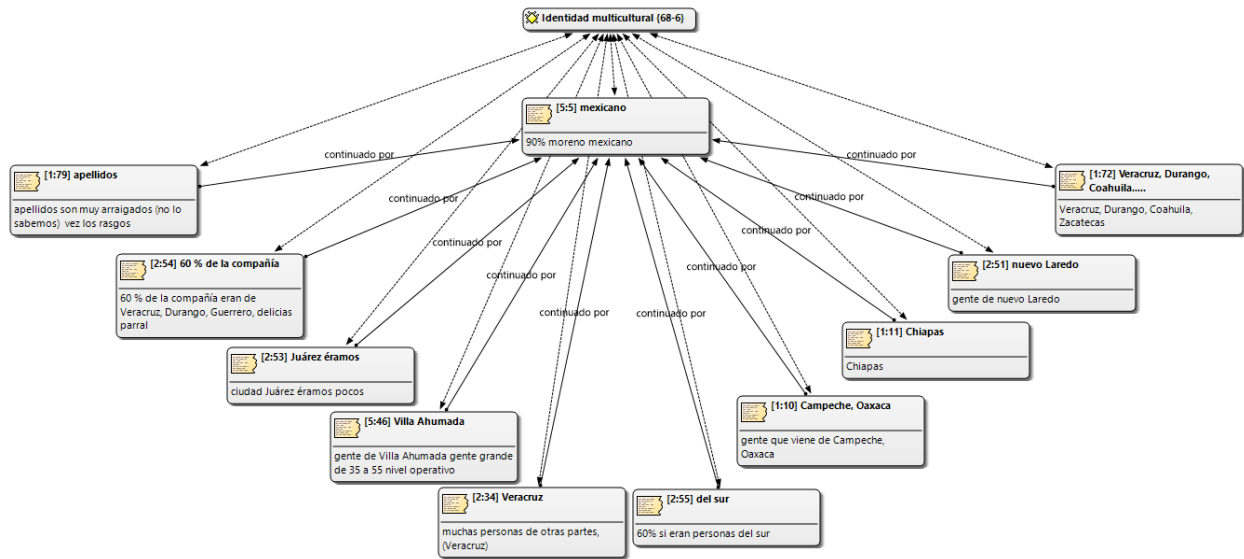 Identidad multicultural {68-6}
[5:5] mexicano
90% moreno mexicano
continuado por
continuado por
[1:79] apellidos
apellidos son muy arraigados (no lo
sabemos)  vez los rasgos
[1:72] Veracruz, Durango,
Coahuila.....
Veracruz, Durango, Coahuila,
Zacatecas
continuado por
continuado por
continuado por
continuado por
[2:54] 60 % de la compañía
60 % de la compañía eran de
Veracruz, Durango, Guerrero, delicias
parral
[2:51] nuevo Laredo
gente de nuevo Laredo
continuado por
continuado por
continuado por
continuado por
[2:53] Juárez éramos
ciudad Juárez éramos pocos
[1:11] Chiapas
Chiapas
[5:46] Villa Ahumada
gente de Villa Ahumada gente grande
de 35 a 55 nivel operativo
[1:10] Campeche, Oaxaca
gente que viene de Campeche,
Oaxaca
[2:34] Veracruz
muchas personas de otras partes,
(Veracruz)
[2:55] del sur
60% si eran personas del sur